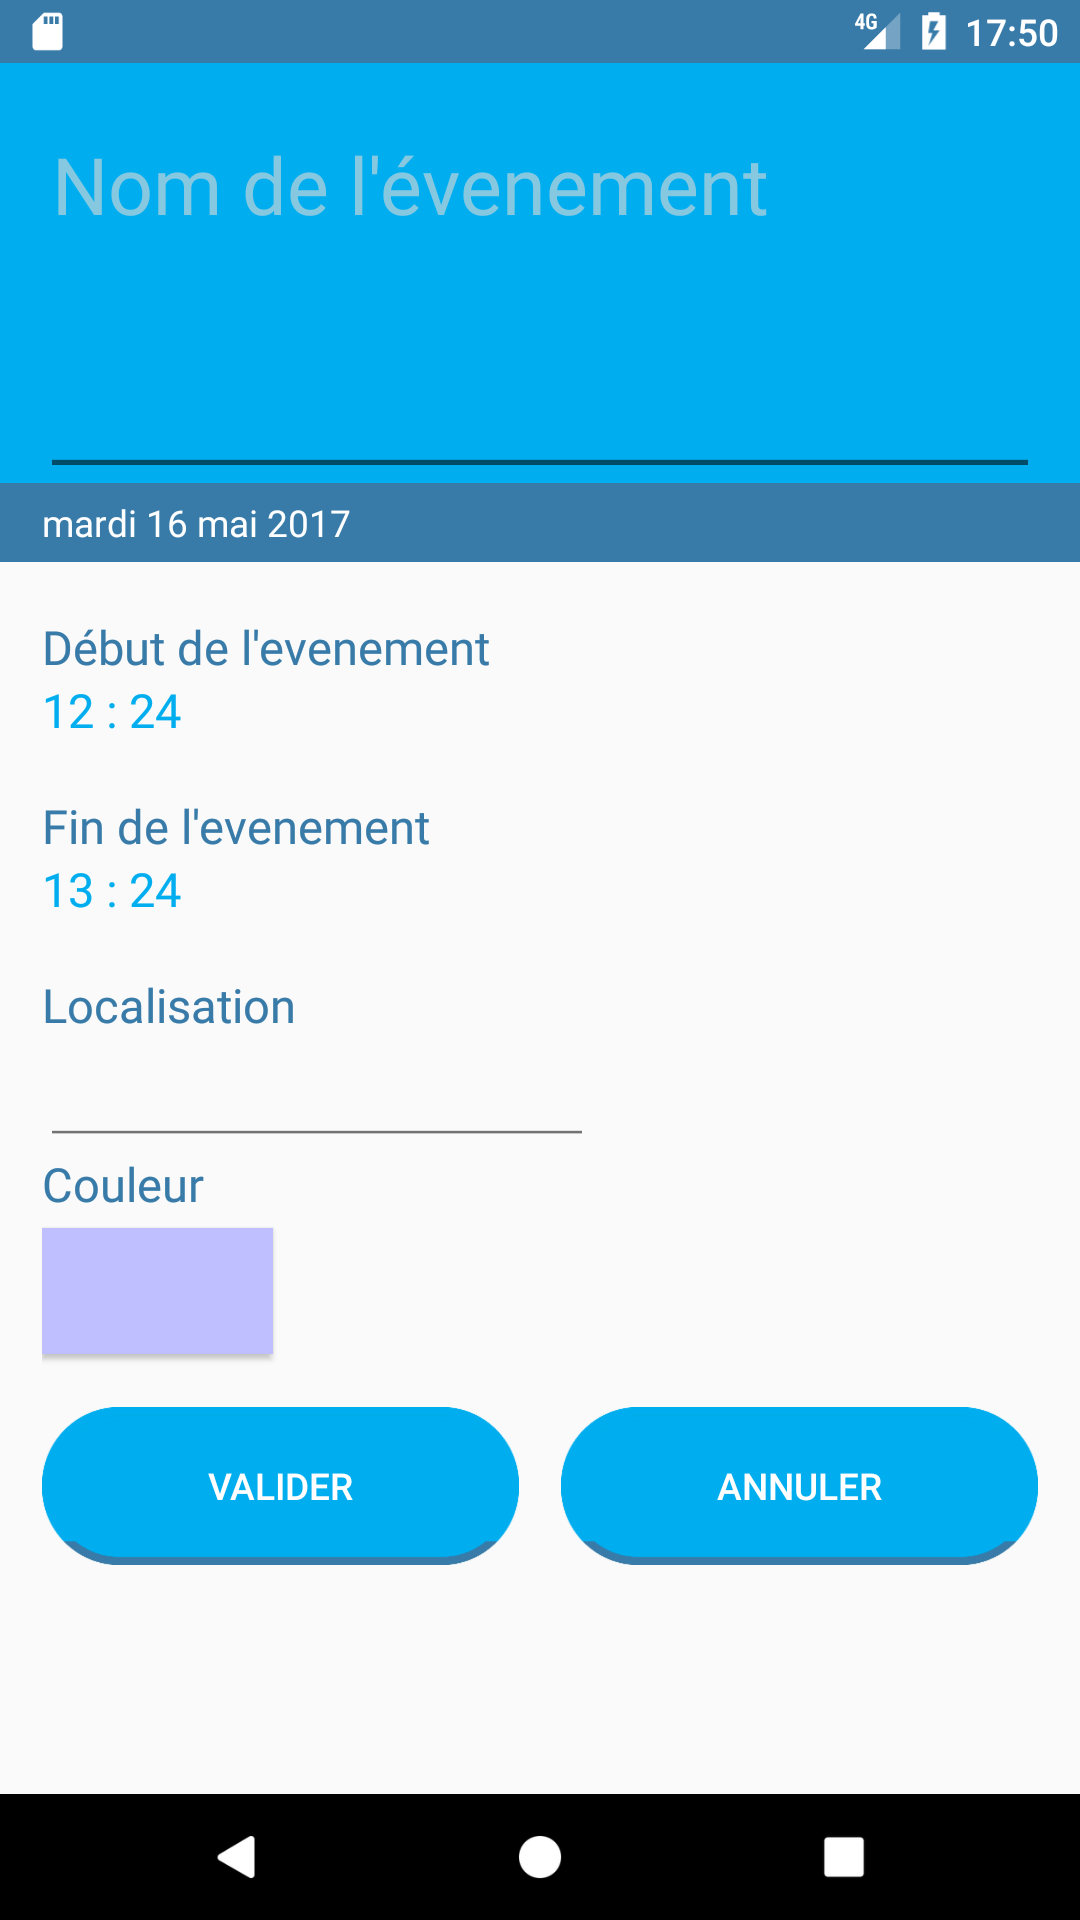 4G 17:50
Nom de l'évenement
mardi 16 mai 2017
Début de l'evenement
12 : 24
Fin de l'evenement
13 : 24
Localisation
Couleur
VALIDER ANNULER